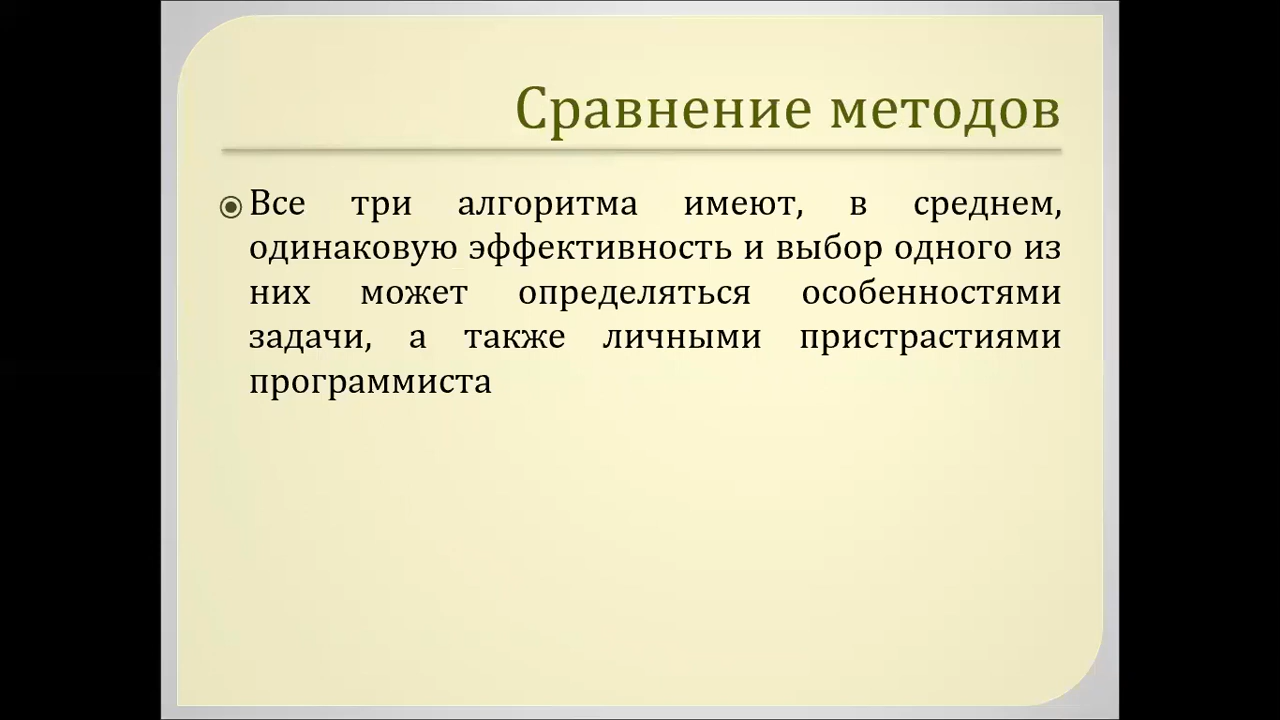 Сравнение методов
Все три алгоритма имеют, в среднем,
одинаковую эффективность и выбор одного из
них может определяться особенностями
задачи, а также личными пристрастиями
программиста